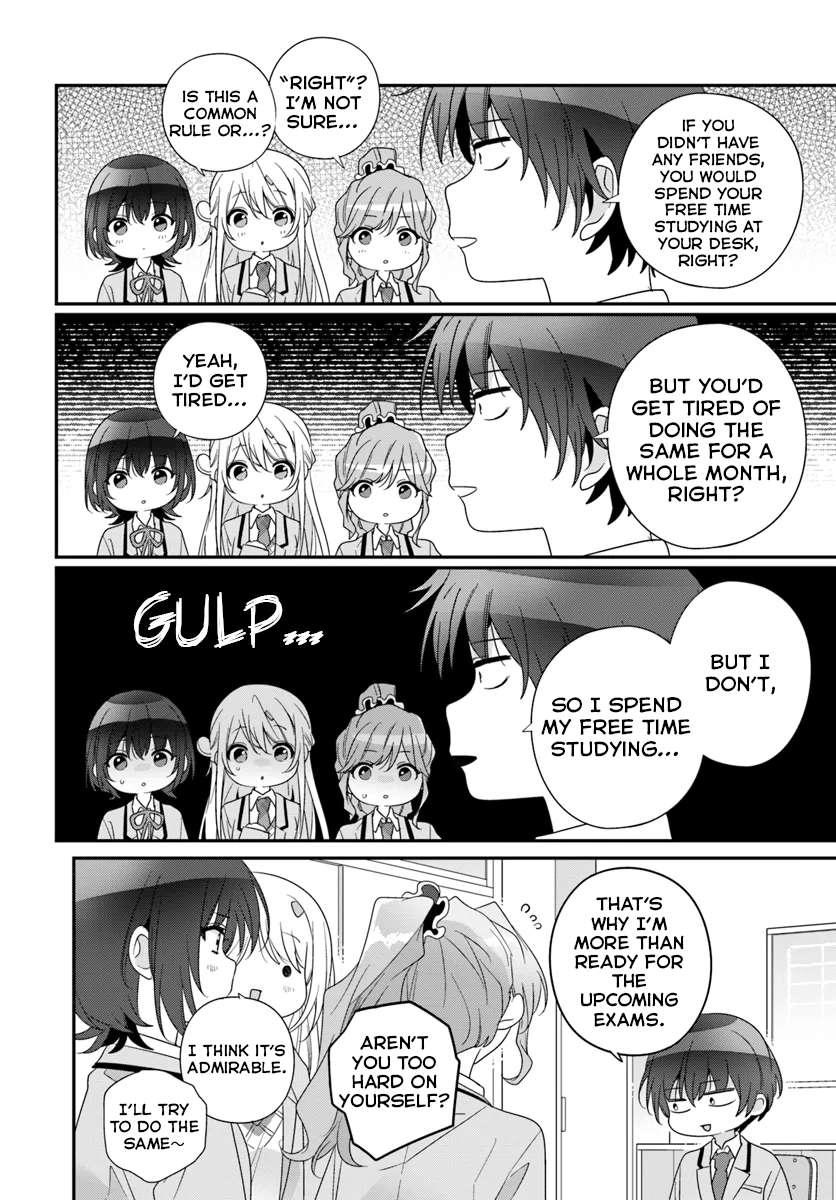 IF YOU
DIDN'T HAVE
ANY FRIENDS,
YOU WOULD
SPEND YOUR
FREE TIME
STUDYING AT
YOUR DESK,
RIGHT?
"RIGHT"?
I'M NOT
SURE...
IS THIS A
COMMON
RULE OR...?
BUT YOU'D
GET TIRED OF
DOING THE
SAME FOR A
WHOLE MONTH,
RIGHT?
YEAH,
I'D GET
TIRED...
BUT I
DON'T,
SO I SPEND
MY FREE TIME
STUDYING...
GULP...
THAT'S
WHY I'M
MORE THAN
READY FOR
THE
UPCOMING
EXAMS.
AREN'T
YOU TOO
HARD ON
YOURSELF?
I THINK IT'S
ADMIRABLE.
I'LL TRY
TO DO THE
SAME~